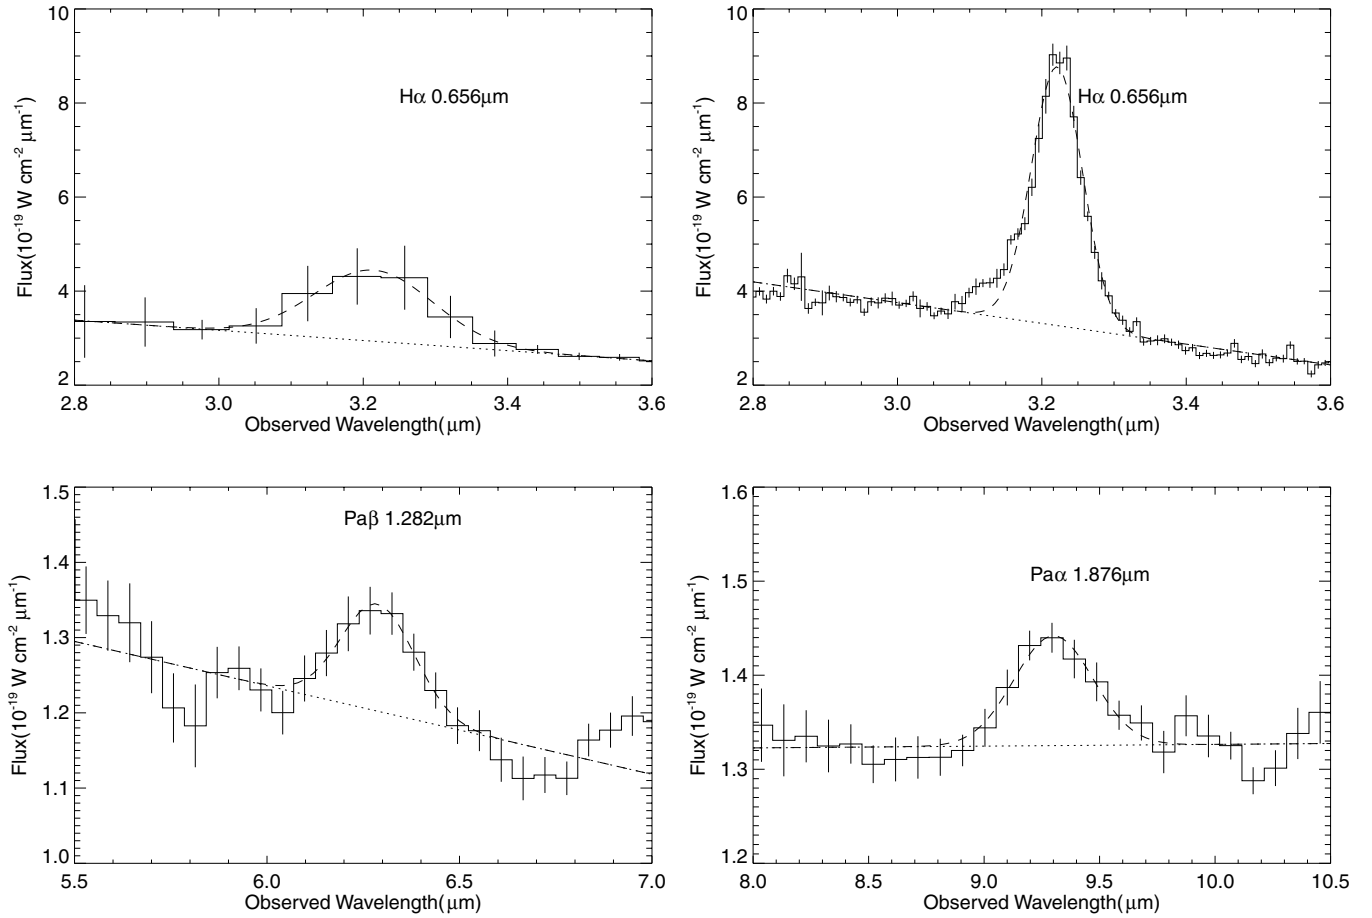 10
8
6
4
2
Flux(10-19 W cm-2 μm-1)
Hα 0.656μm
2.8 3.0 3.2 3.4 3.6
Observed Wavelength(μm)
10
8
6
4
2
Flux(10-19 W cm-2 μm-1)
Hα 0.656μm
2.8 3.0 3.2 3.4 3.6
Observed Wavelength(μm)
1.5
1.4
1.3
1.2
1.1
1.0
Flux(10-19 W cm-2 μm-1)
Paβ 1.282μm
5.5 6.0 6.5 7.0
Observed Wavelength(μm)
1.6
1.5
1.4
1.3
1.2
Flux(10-19 W cm-2 μm-1)
Paα 1.876μm
8.0 8.5 9.0 9.5 10.0 10.5
Observed Wavelength(μm)